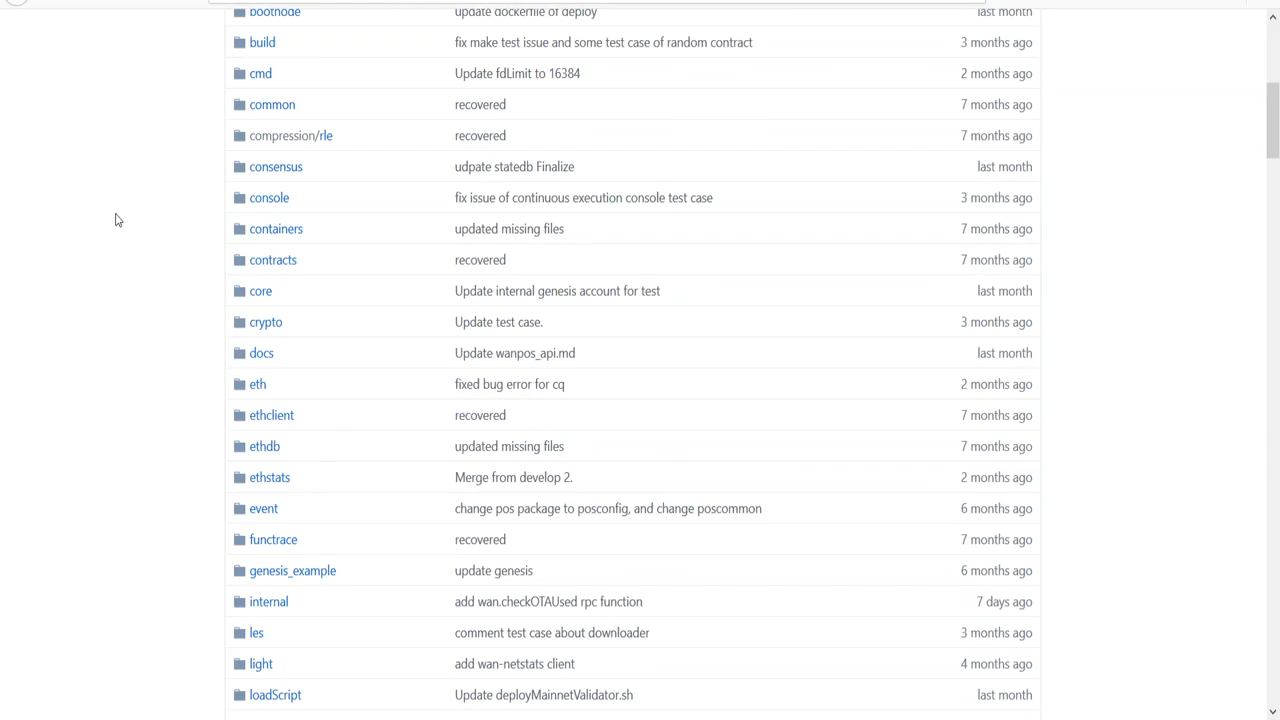 bootnode update dockerfile of deploy last month
build fix make test issue and some test case of random contract 3 months ago
cmd Update fdLimit to 16384 2 months ago
common recovered 7 months ago
compression/rle recovered 7 months ago
consensus udpate statedb Finalize last month
console fix issue of continuous execution console test case 3 months ago
containers updated missing files 7 months ago
contracts recovered 7 months ago
core Update internal genesis account for test last month
crypto Update test case. 3 months ago
docs Update wanpos_api.md last month
eth fixed bug error for cq 2 months ago
ethclient recovered 7 months ago
ethdb updated missing files 7 months ago
ethstats Merge from develop 2. 2 months ago
event change pos package to posconfig, and change poscommon 6 months ago
functrace recovered 7 months ago
genesis_example update genesis 6 months ago
internal add wan.checkOTAUsed rpc function 7 days ago
les comment test case about downloader 3 months ago
light add wan-netstats client 4 months ago
loadScript Update deployMainnetValidator.sh last month